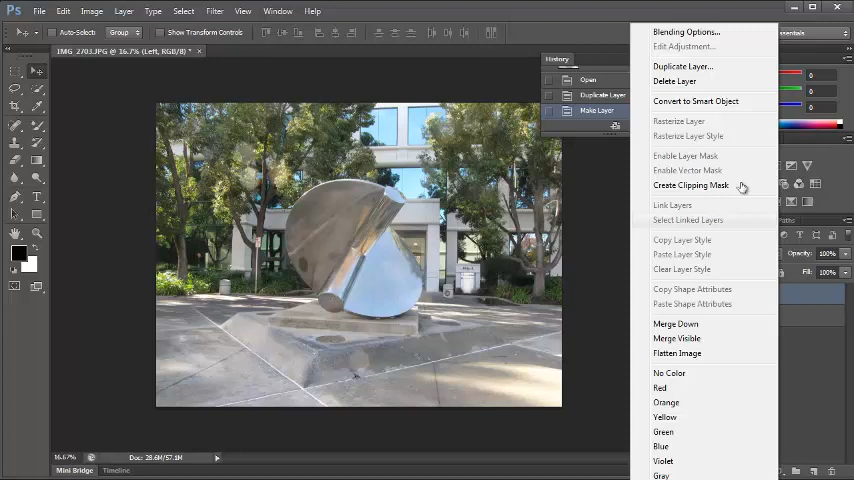 Ps File Edit Image Layer Type Select Filter View Window Help
Auto-Select: Group Show Transform Controls
IMG_2703.JPG @ 16.7% (Left, RGB/8) * ×
History
Open
Duplicate Layer
Make Layer
Blending Options...
Edit Adjustment...
Duplicate Layer...
Delete Layer
Convert to Smart Object
Rasterize Layer
Rasterize Layer Style
Enable Layer Mask
Enable Vector Mask
Create Clipping Mask
Link Layers
Select Linked Layers
Copy Layer Style
Paste Layer Style
Clear Layer Style
Copy Shape Attributes
Paste Shape Attributes
Merge Down
Merge Visible
Flatten Image
No Color
Red
Orange
Yellow
Green
Blue
Violet
Gray
sentials
0
0
0
Paths
Opacity: 100%
Fill: 100%
16.67% Doc: 28.6M/57.1M
Mini Bridge Timeline